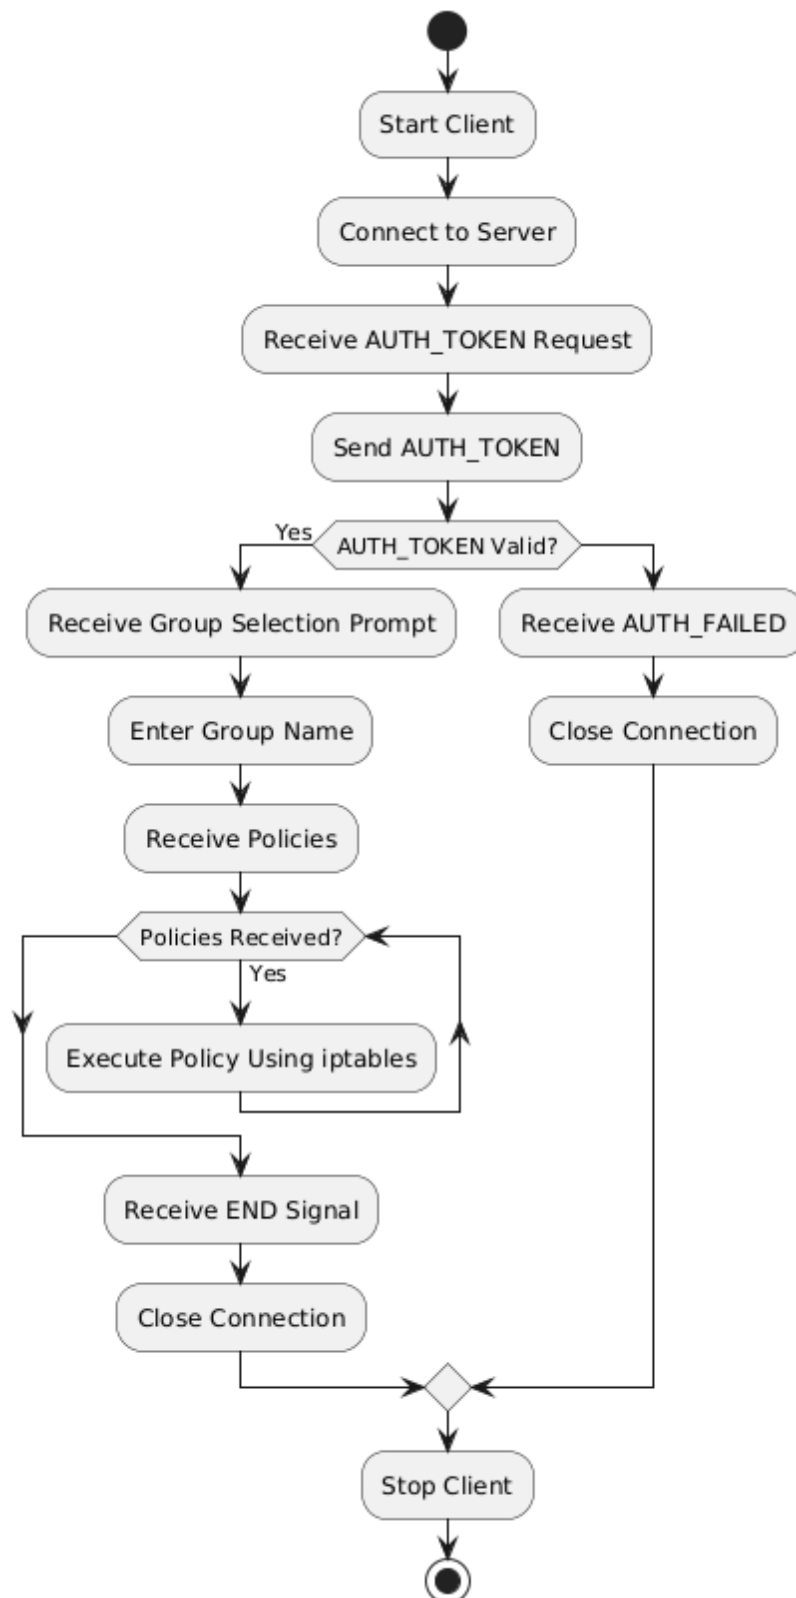 Start Client
Connect to Server
Receive AUTH_TOKEN Request
Send AUTH_TOKEN
Yes
AUTH_TOKEN Valid?
Receive Group Selection Prompt
Receive AUTH_FAILED
Enter Group Name
Close Connection
Receive Policies
Policies Received?
Yes
Execute Policy Using iptables
Receive END Signal
Close Connection
Stop Client